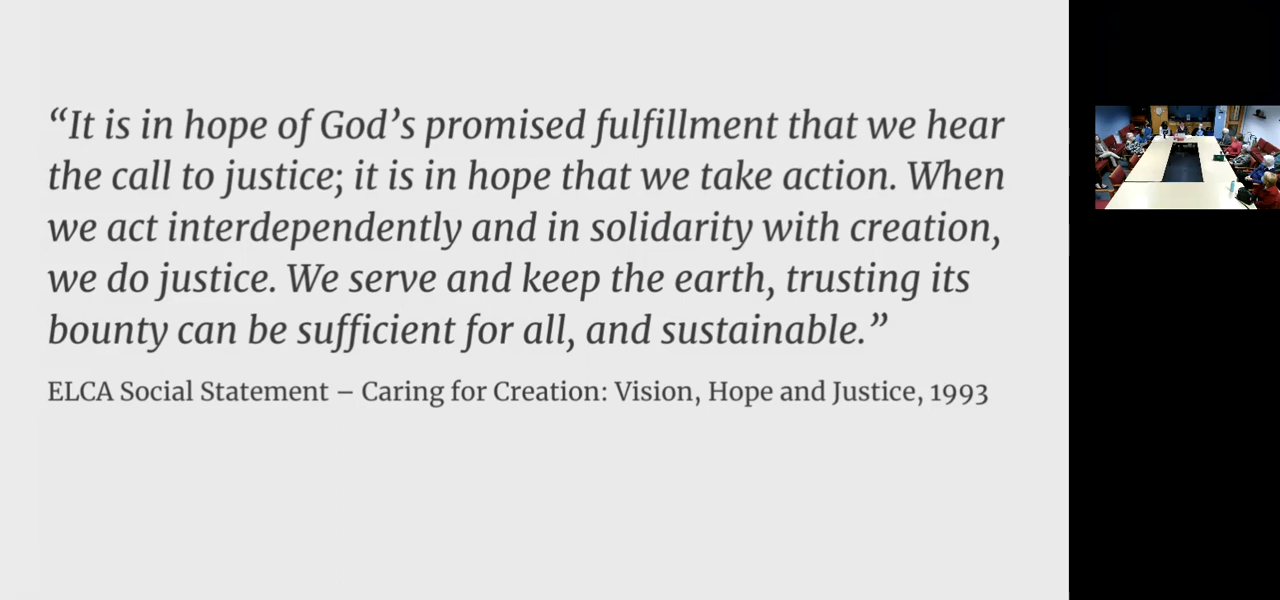 “It is in hope of God’s promised fulfillment that we hear
the call to justice; it is in hope that we take action. When
we act interdependently and in solidarity with creation,
we do justice. We serve and keep the earth, trusting its
bounty can be sufficient for all, and sustainable.”
ELCA Social Statement – Caring for Creation: Vision, Hope and Justice, 1993